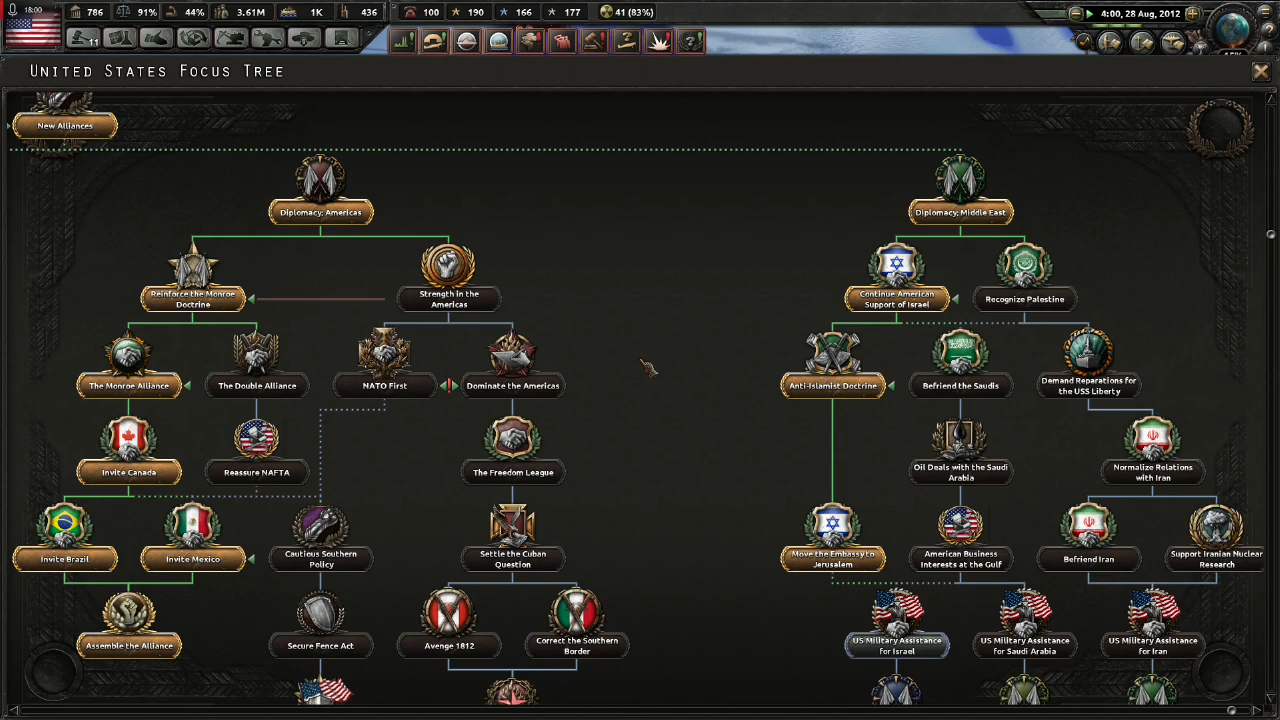 18:00
786
91%
44%
3.61M
1K
436
100
190
166
177
41 (83%)
4:00, 28 Aug, 2012
11
United States Focus Tree
New Alliances
Diplomacy; Americas
Diplomacy; Middle East
Reinforce the Monroe
Doctrine
Strength in the
Americas
Continue American
Support of Israel
Recognize Palestine
The Monroe Alliance
The Double Alliance
NATO First
Dominate the Americas
Anti-Islamist Doctrine
Befriend the Saudis
Demand Reparations for
the USS Liberty
Invite Canada
Reassure NAFTA
The Freedom League
Oil Deals with the Saudi
Arabia
Normalize Relations
with Iran
Invite Brazil
Invite Mexico
Cautious Southern
Policy
Settle the Cuban
Question
Move the Embassy to
Jerusalem
American Business
Interests at the Gulf
Befriend Iran
Support Iranian Nuclear
Research
Assemble the Alliance
Secure Fence Act
Avenge 1812
Correct the Southern
Border
US Military Assistance
for Israel
US Military Assistance
for Saudi Arabia
US Military Assistance
for Iran